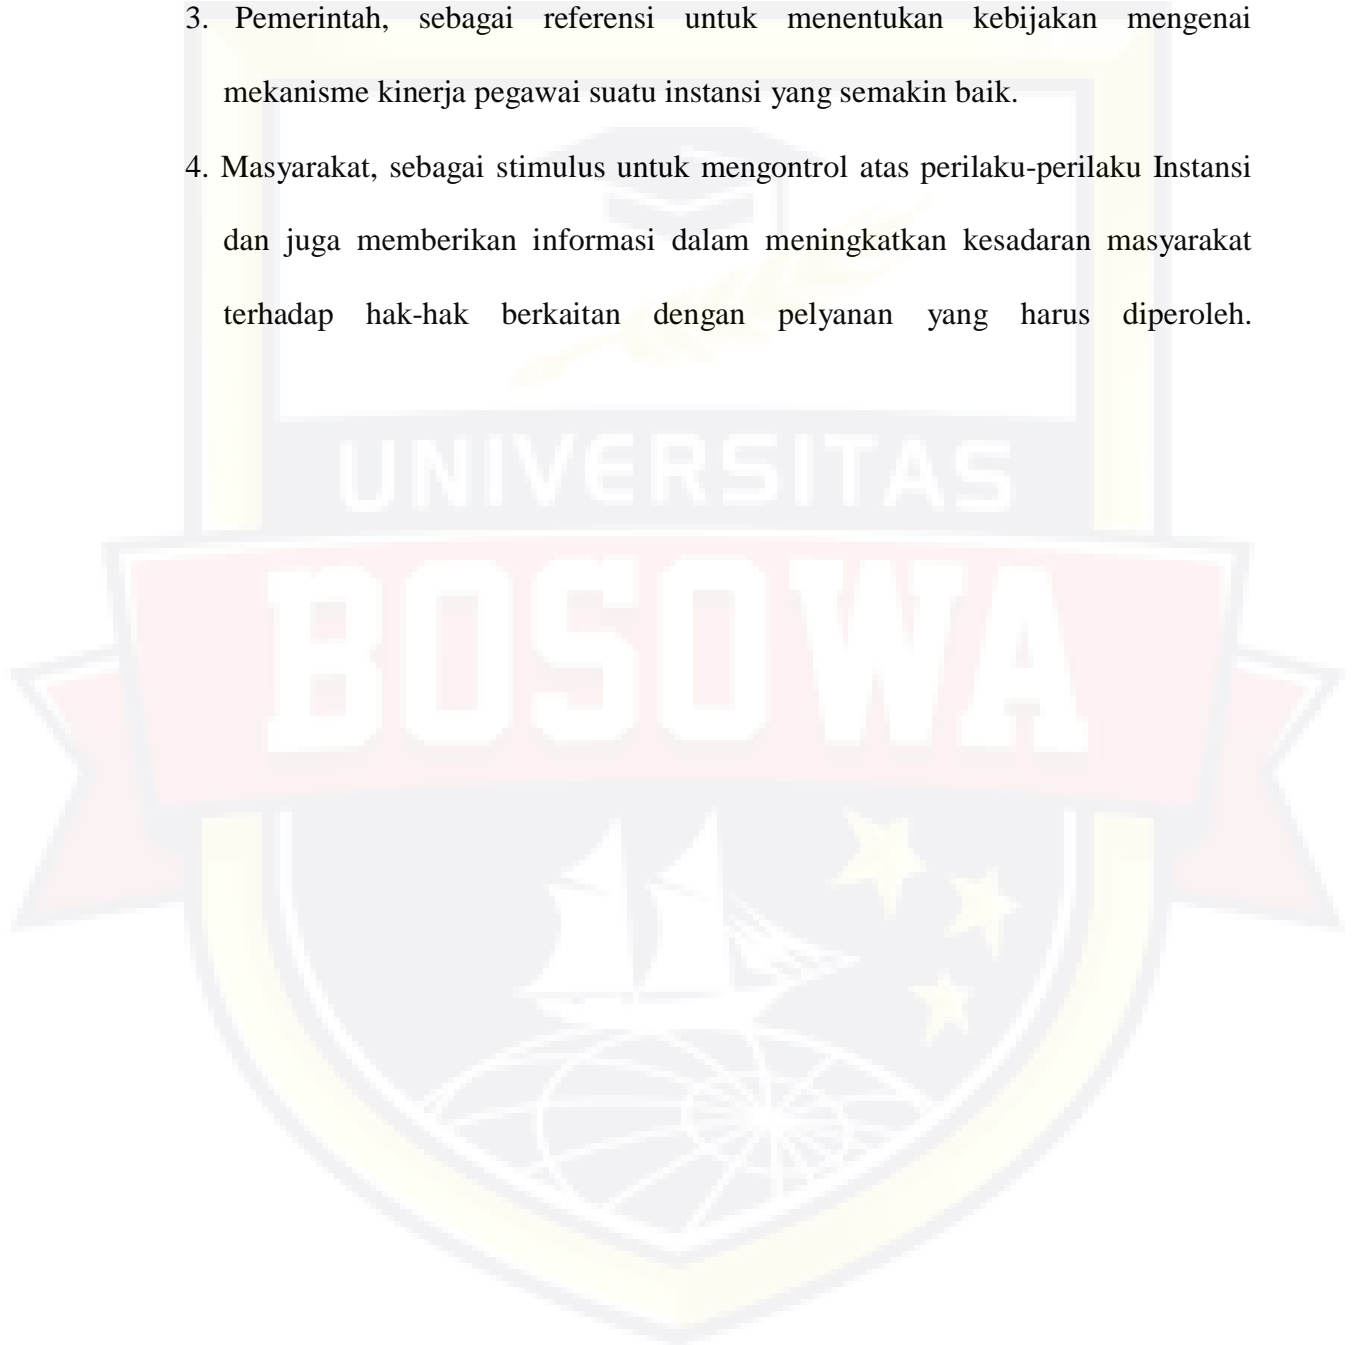 3. Pemerintah, sebagai referensi untuk menentukan kebijakan mengenai
mekanisme kinerja pegawai suatu instansi yang semakin baik.
4. Masyarakat, sebagai stimulus untuk mengontrol atas perilaku-perilaku Instansi
dan juga memberikan informasi dalam meningkatkan kesadaran masyarakat
terhadap hak-hak berkaitan dengan pelyanan yang harus diperoleh.
UNIVERSITAS
BOSOWA